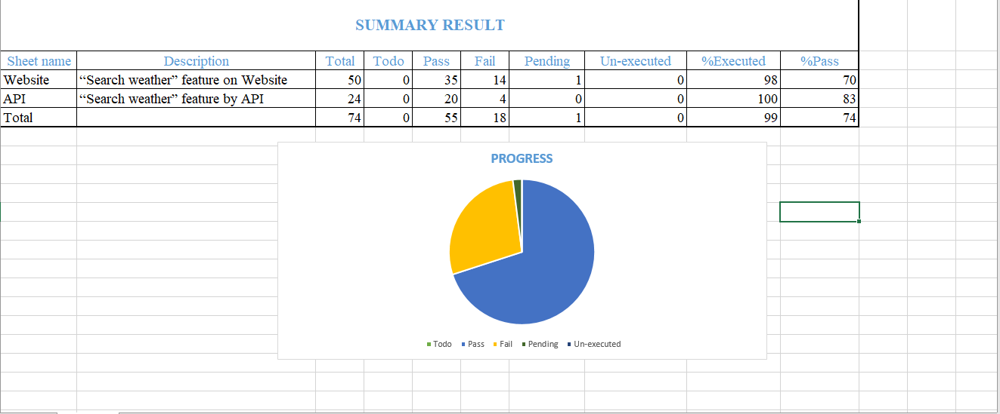 SUMMARY RESULT
Sheet name Description Total Todo Pass Fail Pending Un-executed %Executed %Pass
Website “Search weather” feature on Website 50 0 35 14 1 0 98 70
API “Search weather” feature by API 24 0 20 4 0 0 100 83
Total 74 0 55 18 1 0 99 74
PROGRESS
Todo Pass Fail Pending Un-executed